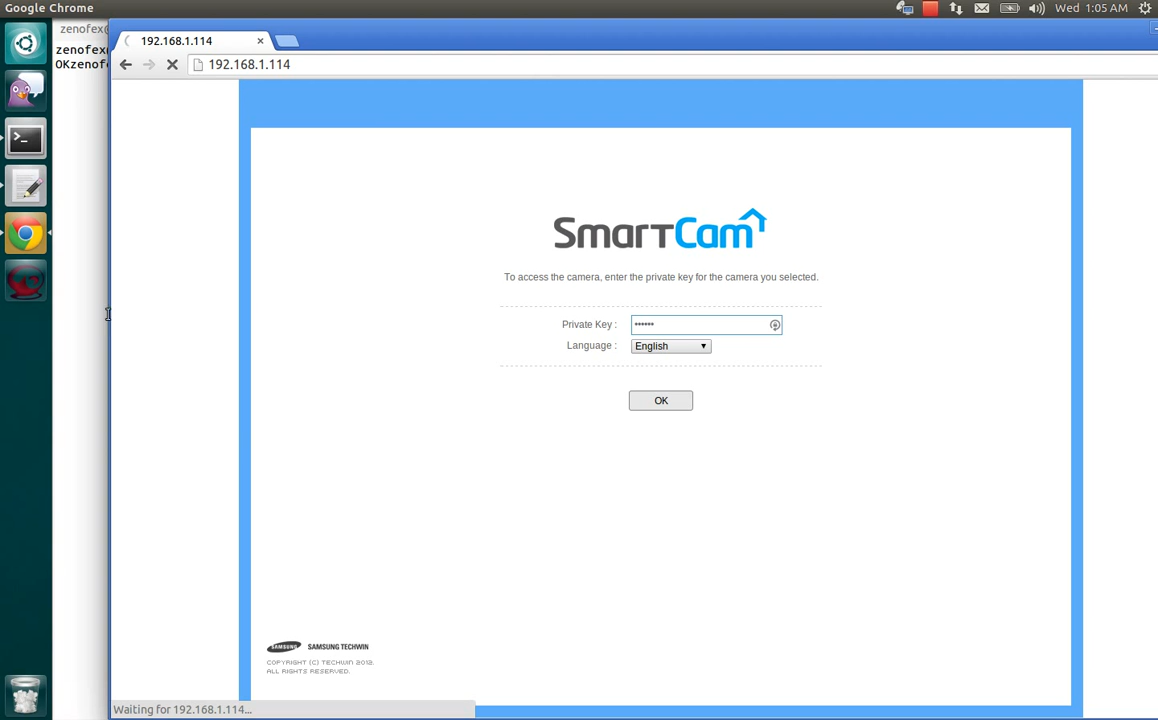 Google Chrome
Wed 1:05 AM
zenofex@
192.168.1.114
zenofex
OKzenof
192.168.1.114
SmartCam
To access the camera, enter the private key for the camera you selected.
Private Key : ••••••
Language : English
OK
SAMSUNG SAMSUNG TECHWIN
COPYRIGHT (C) TECHWIN 2012.
ALL RIGHTS RESERVED.
Waiting for 192.168.1.114...